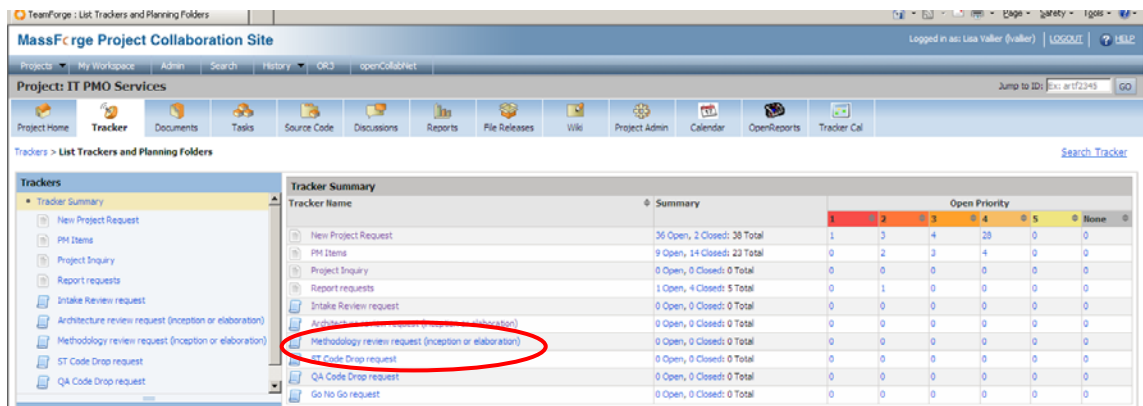 TeamForge : List Trackers and Planning Folders
Page - Safety - Tools -
MassForge Project Collaboration Site
Logged in as: Lisa Valler (lvaller) | LOGOUT | HELP
Projects My Workspace Admin Search History OR3 openCollabNet
Project: IT PMO Services
Jump to ID: Ex: artf2345 GO
Project Home Tracker Documents Tasks Source Code Discussions Reports File Releases Wiki Project Admin Calendar OpenReports Tracker Cal
Trackers > List Trackers and Planning Folders
Search Tracker
Trackers
Tracker Summary
New Project Request
PM Items
Project Inquiry
Report requests
Intake Review request
Architecture review request (inception or elaboration)
Methodology review request (inception or elaboration)
ST Code Drop request
QA Code Drop request
Tracker Summary
Tracker Name Summary Open Priority
1 2 3 4 5 None
New Project Request 36 Open, 2 Closed: 38 Total 1 3 4 28 0 0
PM Items 9 Open, 14 Closed: 23 Total 0 2 3 4 0 0
Project Inquiry 0 Open, 0 Closed: 0 Total 0 0 0 0 0 0
Report requests 1 Open, 4 Closed: 5 Total 0 1 0 0 0 0
Intake Review request 0 Open, 0 Closed: 0 Total 0 0 0 0 0 0
Architecture review request (inception or elaboration) 0 Open, 0 Closed: 0 Total 0 0 0 0 0 0
Methodology review request (inception or elaboration) 0 Open, 0 Closed: 0 Total 0 0 0 0 0 0
ST Code Drop request 0 Open, 0 Closed: 0 Total 0 0 0 0 0 0
QA Code Drop request 0 Open, 0 Closed: 0 Total 0 0 0 0 0 0
Go No Go request 0 Open, 0 Closed: 0 Total 0 0 0 0 0 0